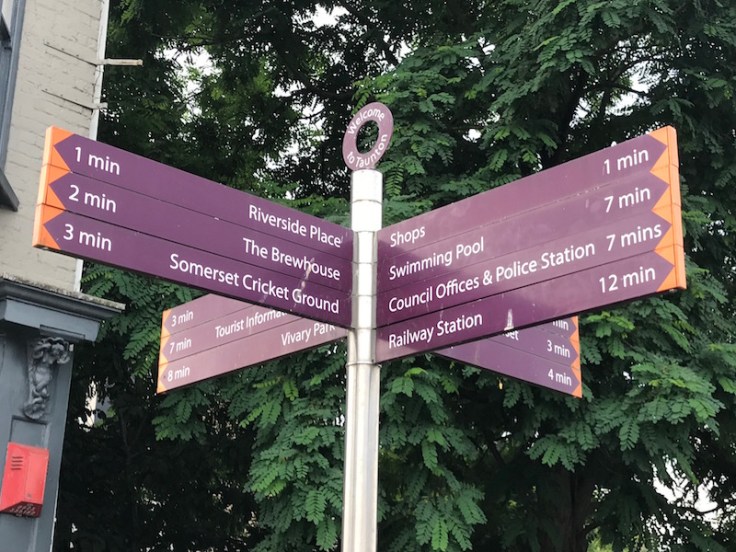 Welcome
to Taunton
1 min Riverside Place
2 min The Brewhouse
3 min Somerset Cricket Ground
Shops 1 min
Swimming Pool 7 min
Council Offices & Police Station 7 mins
Railway Station 12 min
3 min
7 min Tourist
8 min Vivary Park
min
3 min
4 min